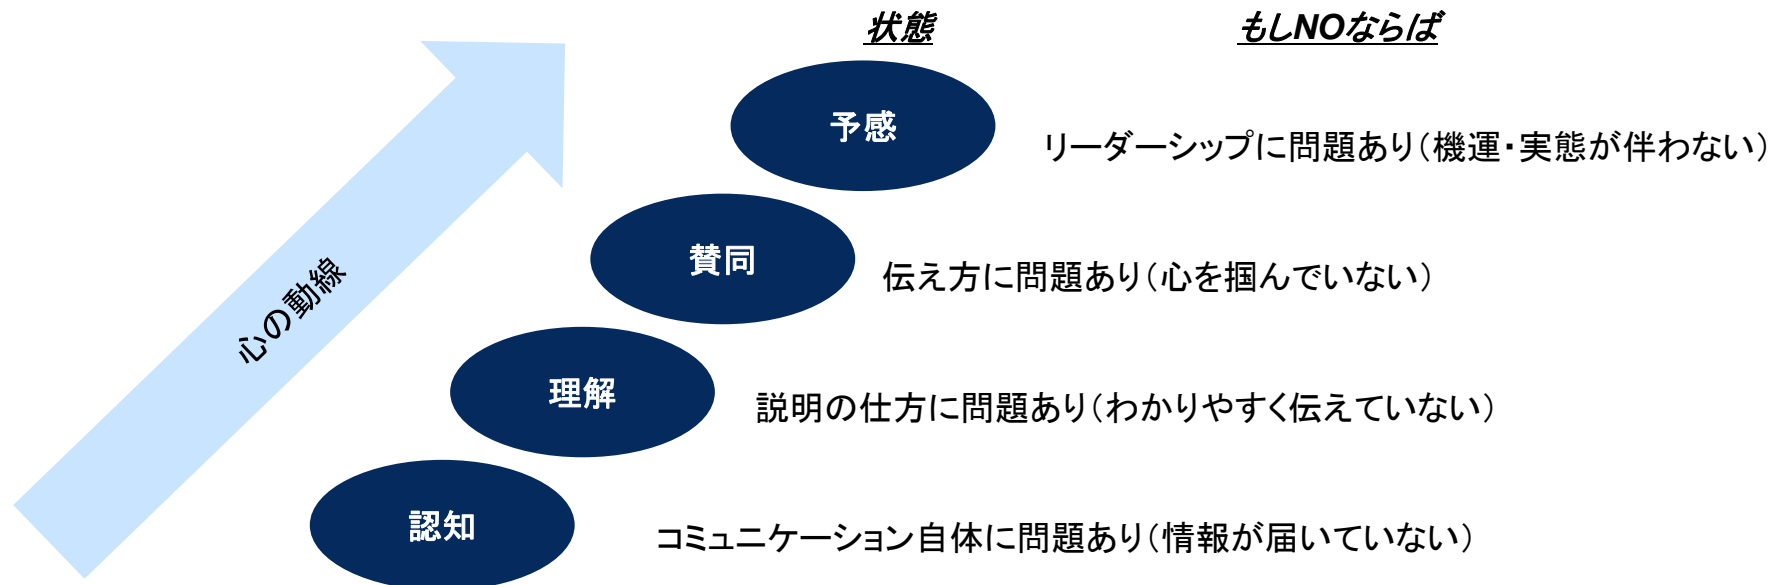 状態 もしNOならば
予感 リーダーシップに問題あり（機運・実態が伴わない）
賛同 伝え方に問題あり（心を掴んでいない）
心の動線
理解 説明の仕方に問題あり（わかりやすく伝えていない）
認知 コミュニケーション自体に問題あり（情報が届いていない）